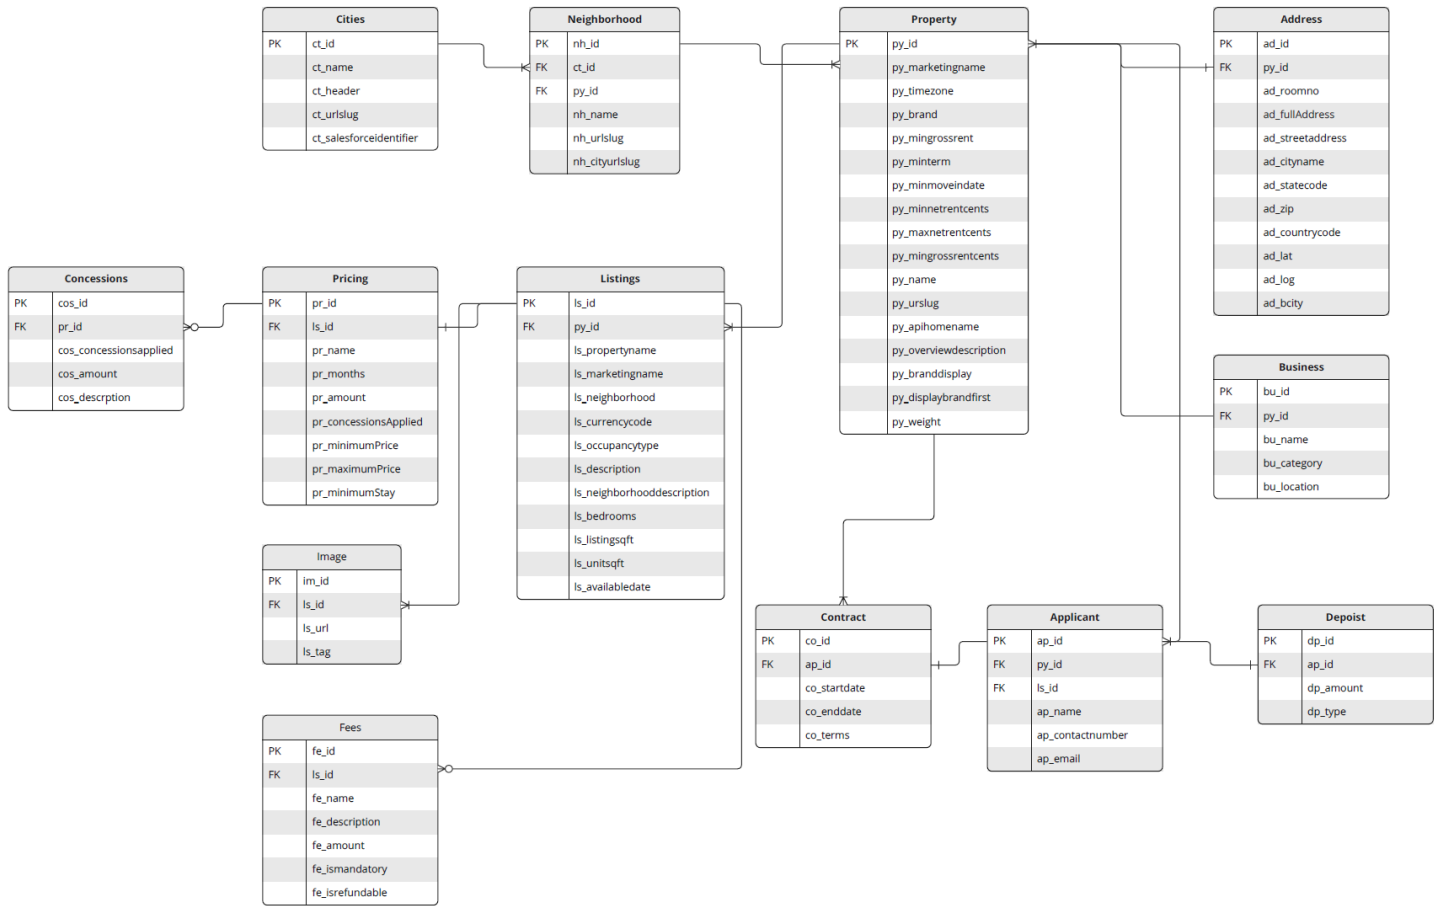 Cities
PK ct_id
ct_name
ct_header
ct_urlslug
ct_salesforceidentifier
Neighborhood
PK nh_id
FK ct_id
FK py_id
nh_name
nh_urlslug
nh_cityurlslug
Property
PK py_id
py_marketingname
py_timezone
py_brand
py_mingrossrent
py_minterm
py_minmoveindate
py_minnetrentcents
py_maxnetrentcents
py_mingrossrentcents
py_name
py_urslug
py_apihomename
py_overviewdescription
py_branddisplay
py_displaybrandfirst
py_weight
Address
PK ad_id
FK py_id
ad_roomno
ad_fullAddress
ad_streetaddress
ad_cityname
ad_statecode
ad_zip
ad_countrycode
ad_lat
ad_log
ad_bcity
Concessions
PK cos_id
FK pr_id
cos_concessionsapplied
cos_amount
cos_descrption
Pricing
PK pr_id
FK ls_id
pr_name
pr_months
pr_amount
pr_concessionsApplied
pr_minimumPrice
pr_maximumPrice
pr_minimumStay
Listings
PK ls_id
FK py_id
ls_propertyname
ls_marketingname
ls_neighborhood
ls_currencycode
ls_occupancytype
ls_description
ls_neighborhooddescription
ls_bedrooms
ls_listingsqft
ls_unitsqft
ls_availabledate
Business
PK bu_id
FK py_id
bu_name
bu_category
bu_location
Image
PK im_id
FK ls_id
ls_url
ls_tag
Contract
PK co_id
FK ap_id
co_startdate
co_enddate
co_terms
Applicant
PK ap_id
FK py_id
FK ls_id
ap_name
ap_contactnumber
ap_email
Depoist
PK dp_id
FK ap_id
dp_amount
dp_type
Fees
PK fe_id
FK ls_id
fe_name
fe_description
fe_amount
fe_ismandatory
fe_isrefundable